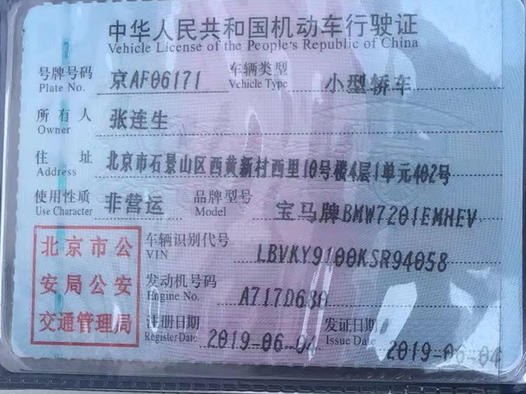 中华人民共和国机动车行驶证
Vehicle License of the People's Republic of China
号牌号码 京AF06171 车辆类型 小型轿车
Plate No. Vehicle Type
所有人 张连生
Owner
住址 北京市石景山区西黄新村西里10号楼4层1单元402号
Address
使用性质 非营运 品牌型号 宝马牌BMW7201EMHEV
Use Character Model
北京市公安局公安交通管理局
车辆识别代号 LBVKY9100KSR94058
VIN
发动机号码 A717D630
Engine No.
注册日期 2019-06-04 发证日期 2019-06-04
Register Date Issue Date